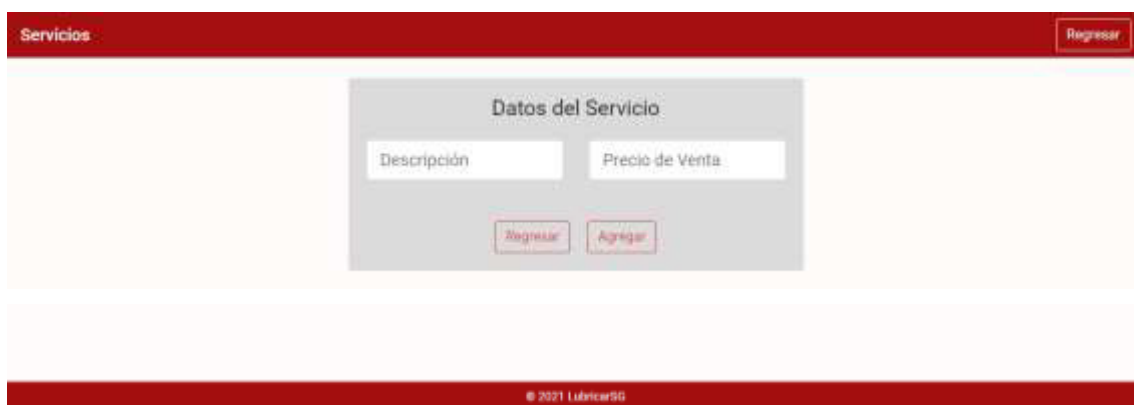 Servicios
Regresar
Datos del Servicio
Descripción
Precio de Venta
Regresar
Agregar
© 2021 LubricarSG